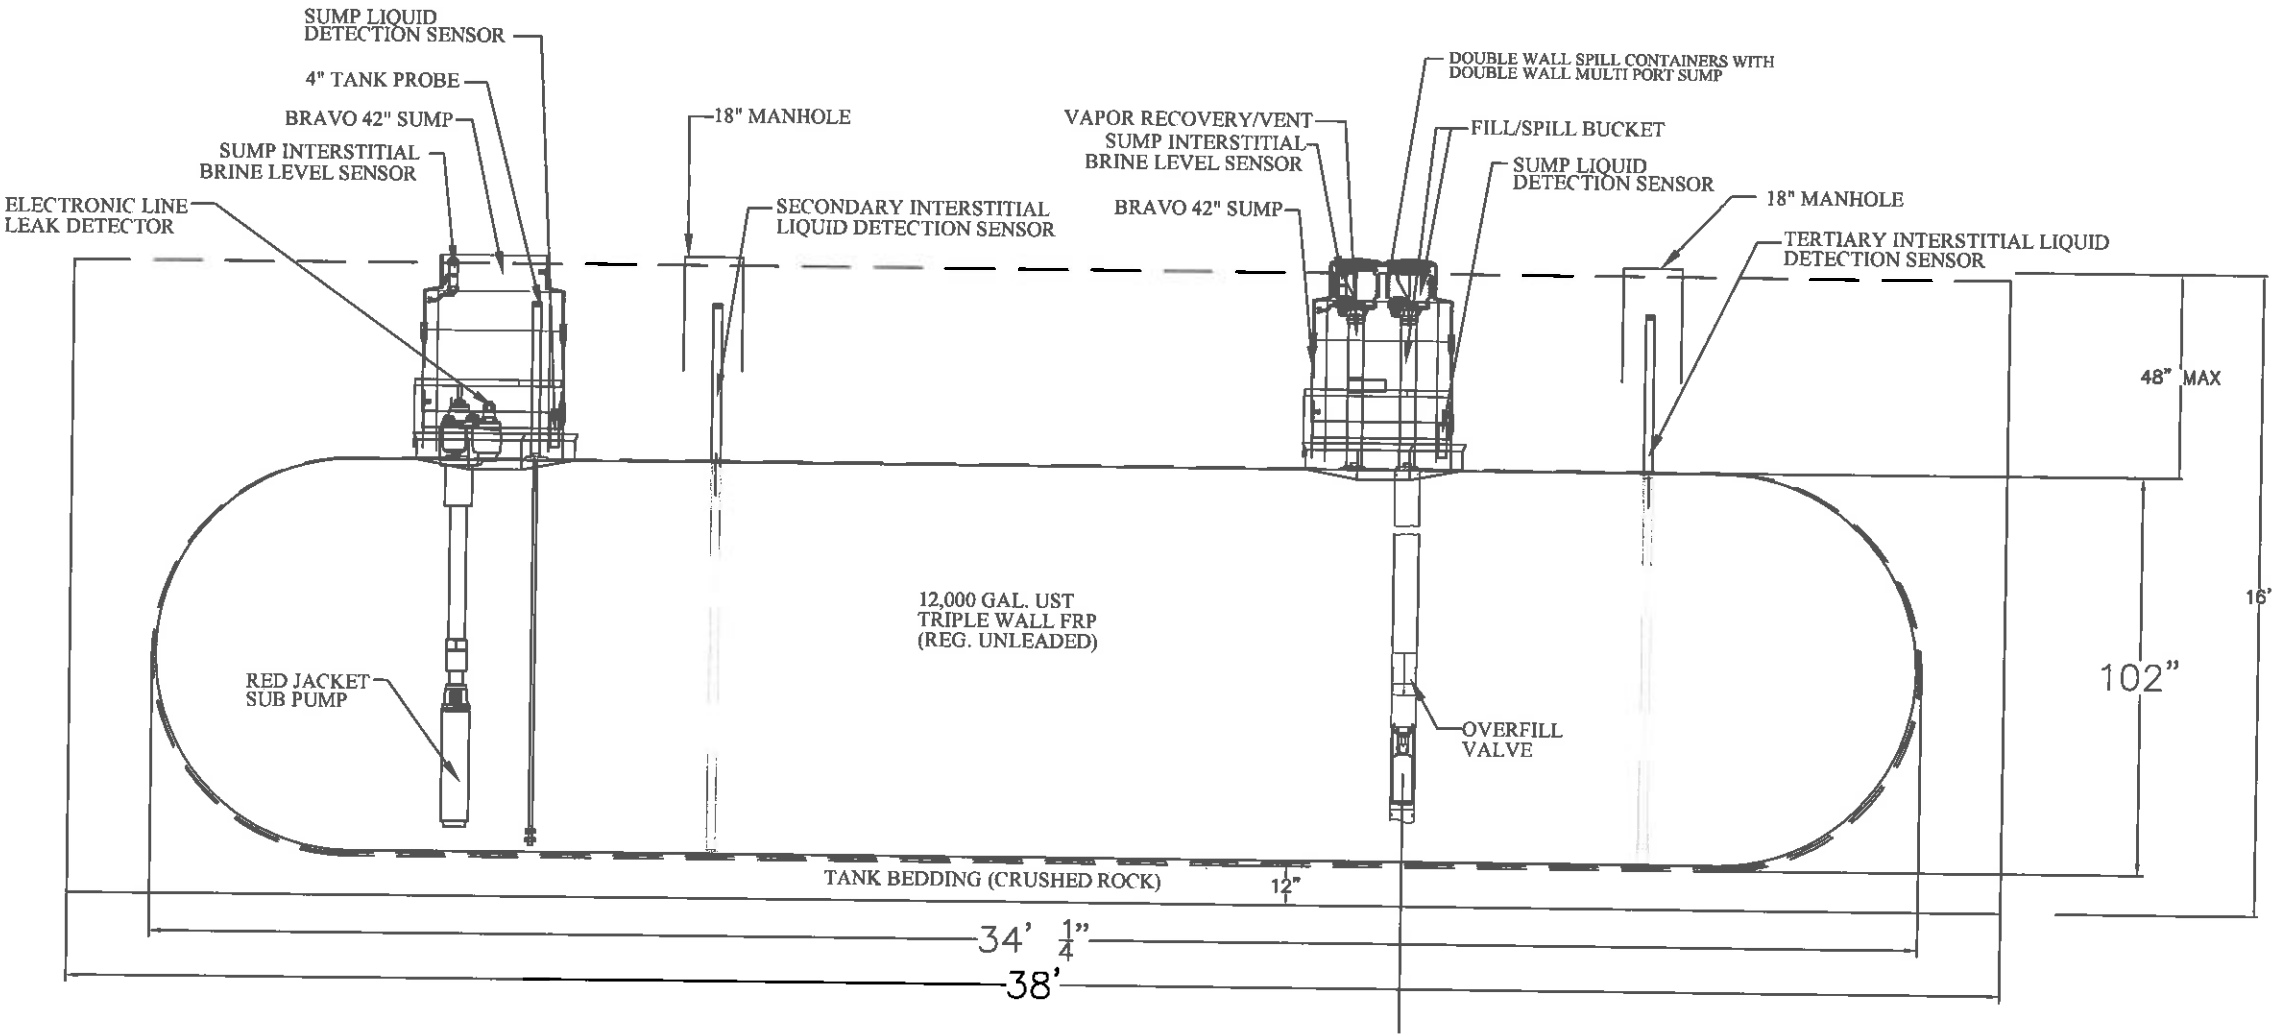 SUMP LIQUID
DETECTION SENSOR
4" TANK PROBE
BRAVO 42" SUMP
SUMP INTERSTITIAL
BRINE LEVEL SENSOR
ELECTRONIC LINE
LEAK DETECTOR
18" MANHOLE
SECONDARY INTERSTITIAL
LIQUID DETECTION SENSOR
DOUBLE WALL SPILL CONTAINERS WITH
DOUBLE WALL MULTI PORT SUMP
VAPOR RECOVERY/VENT
SUMP INTERSTITIAL
BRINE LEVEL SENSOR
BRAVO 42" SUMP
FILL/SPILL BUCKET
SUMP LIQUID
DETECTION SENSOR
18" MANHOLE
TERTIARY INTERSTITIAL LIQUID
DETECTION SENSOR
48" MAX
16'
102"
12,000 GAL. UST
TRIPLE WALL FRP
(REG. UNLEADED)
RED JACKET
SUB PUMP
OVERFILL
VALVE
TANK BEDDING (CRUSHED ROCK)
12"
34' 1/4"
38'